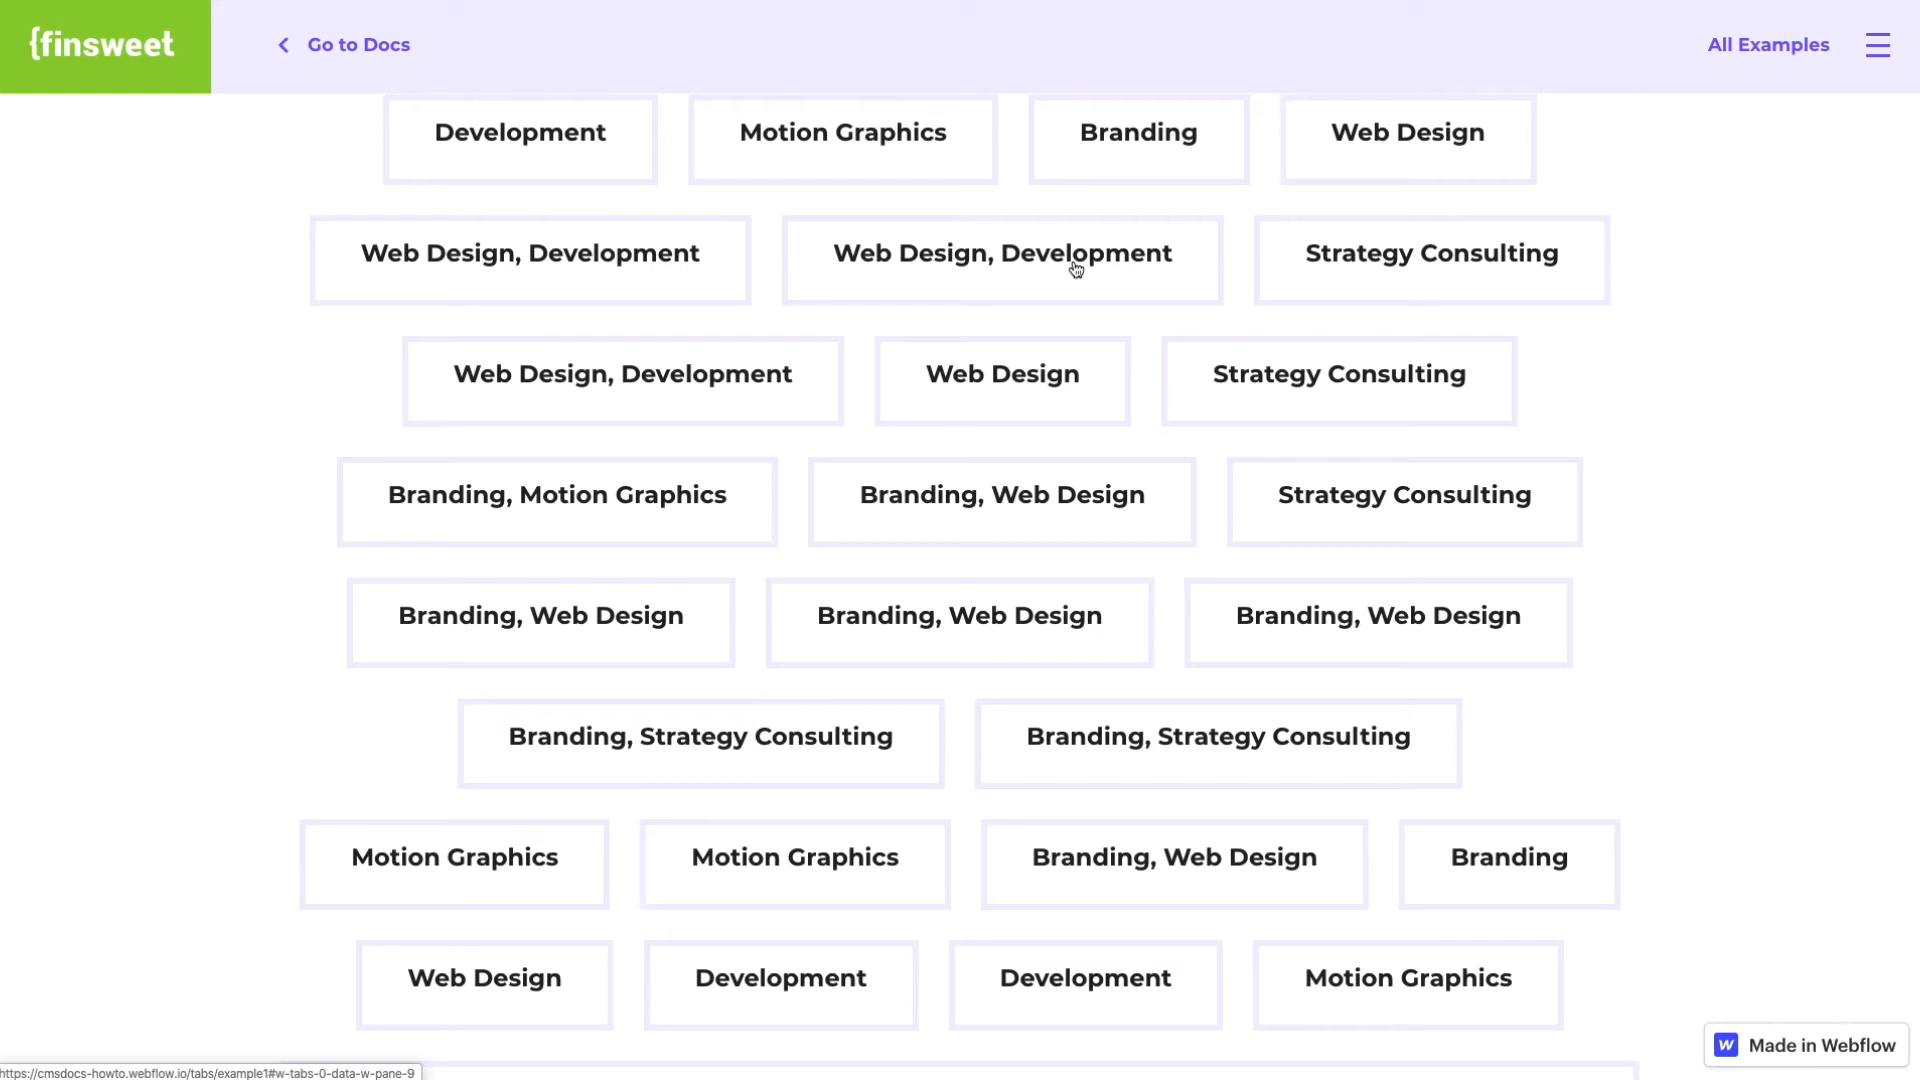 {finsweet
Go to Docs
All Examples
Development
Motion Graphics
Branding
Web Design
Web Design, Development
Web Design, Development
Strategy Consulting
Web Design, Development
Web Design
Strategy Consulting
Branding, Motion Graphics
Branding, Web Design
Strategy Consulting
Branding, Web Design
Branding, Web Design
Branding, Web Design
Branding, Strategy Consulting
Branding, Strategy Consulting
Motion Graphics
Motion Graphics
Branding, Web Design
Branding
Web Design
Development
Development
Motion Graphics
Made in Webflow
https://cmsdocs-howto.webflow.io/tabs/example1#w-tabs-0-data-w-pane-9